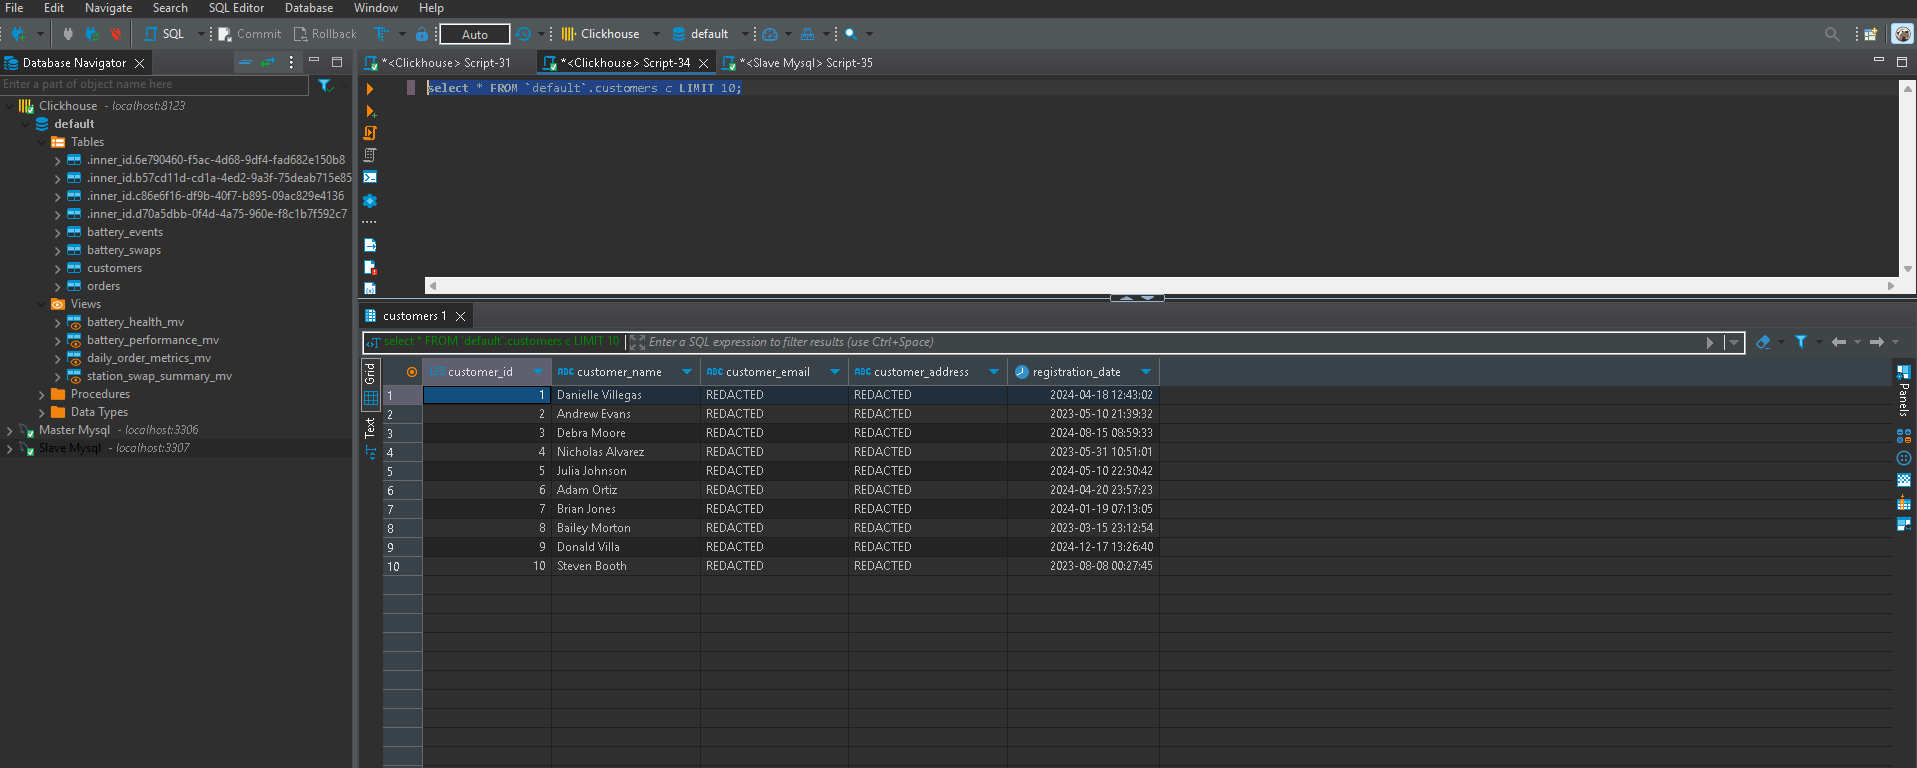 File Edit Navigate Search SQL Editor Database Window Help
SQL Commit Rollback Auto Clickhouse default
Database Navigator
Enter a part of object name here
Clickhouse - localhost:8123
default
Tables
.inner_id.6e790460-f5ac-4d68-9df4-fad682e150b8
.inner_id.b57cd11d-cd1a-4ed2-9a3f-75deab715e85
.inner_id.c86e6f16-df9b-40f7-b895-09ac829e4136
.inner_id.d70a5dbb-0f4d-4a75-960e-f8c1b7f592c7
battery_events
battery_swaps
customers
orders
Views
battery_health_mv
battery_performance_mv
daily_order_metrics_mv
station_swap_summary_mv
Procedures
Data Types
Master Mysql - localhost:3306
Slave Mysql - localhost:3307
*<Clickhouse> Script-31 *<Clickhouse> Script-34 *<Slave Mysql> Script-35
select * FROM `default`.customers c LIMIT 10;
customers 1
select * FROM `default`.customers c LIMIT 10 Enter a SQL expression to filter results (use Ctrl+Space)
Grid
Text
123 customer_id ABC customer_name ABC customer_email ABC customer_address registration_date
1 1 Danielle Villegas REDACTED REDACTED 2024-04-18 12:43:02
2 2 Andrew Evans REDACTED REDACTED 2023-05-10 21:39:32
3 3 Debra Moore REDACTED REDACTED 2024-08-15 08:59:33
4 4 Nicholas Alvarez REDACTED REDACTED 2023-05-31 10:51:01
5 5 Julia Johnson REDACTED REDACTED 2024-05-10 22:30:42
6 6 Adam Ortiz REDACTED REDACTED 2024-04-20 23:57:23
7 7 Brian Jones REDACTED REDACTED 2024-01-19 07:13:05
8 8 Bailey Morton REDACTED REDACTED 2023-03-15 23:12:54
9 9 Donald Villa REDACTED REDACTED 2024-12-17 13:26:40
10 10 Steven Booth REDACTED REDACTED 2023-08-08 00:27:45
Panels